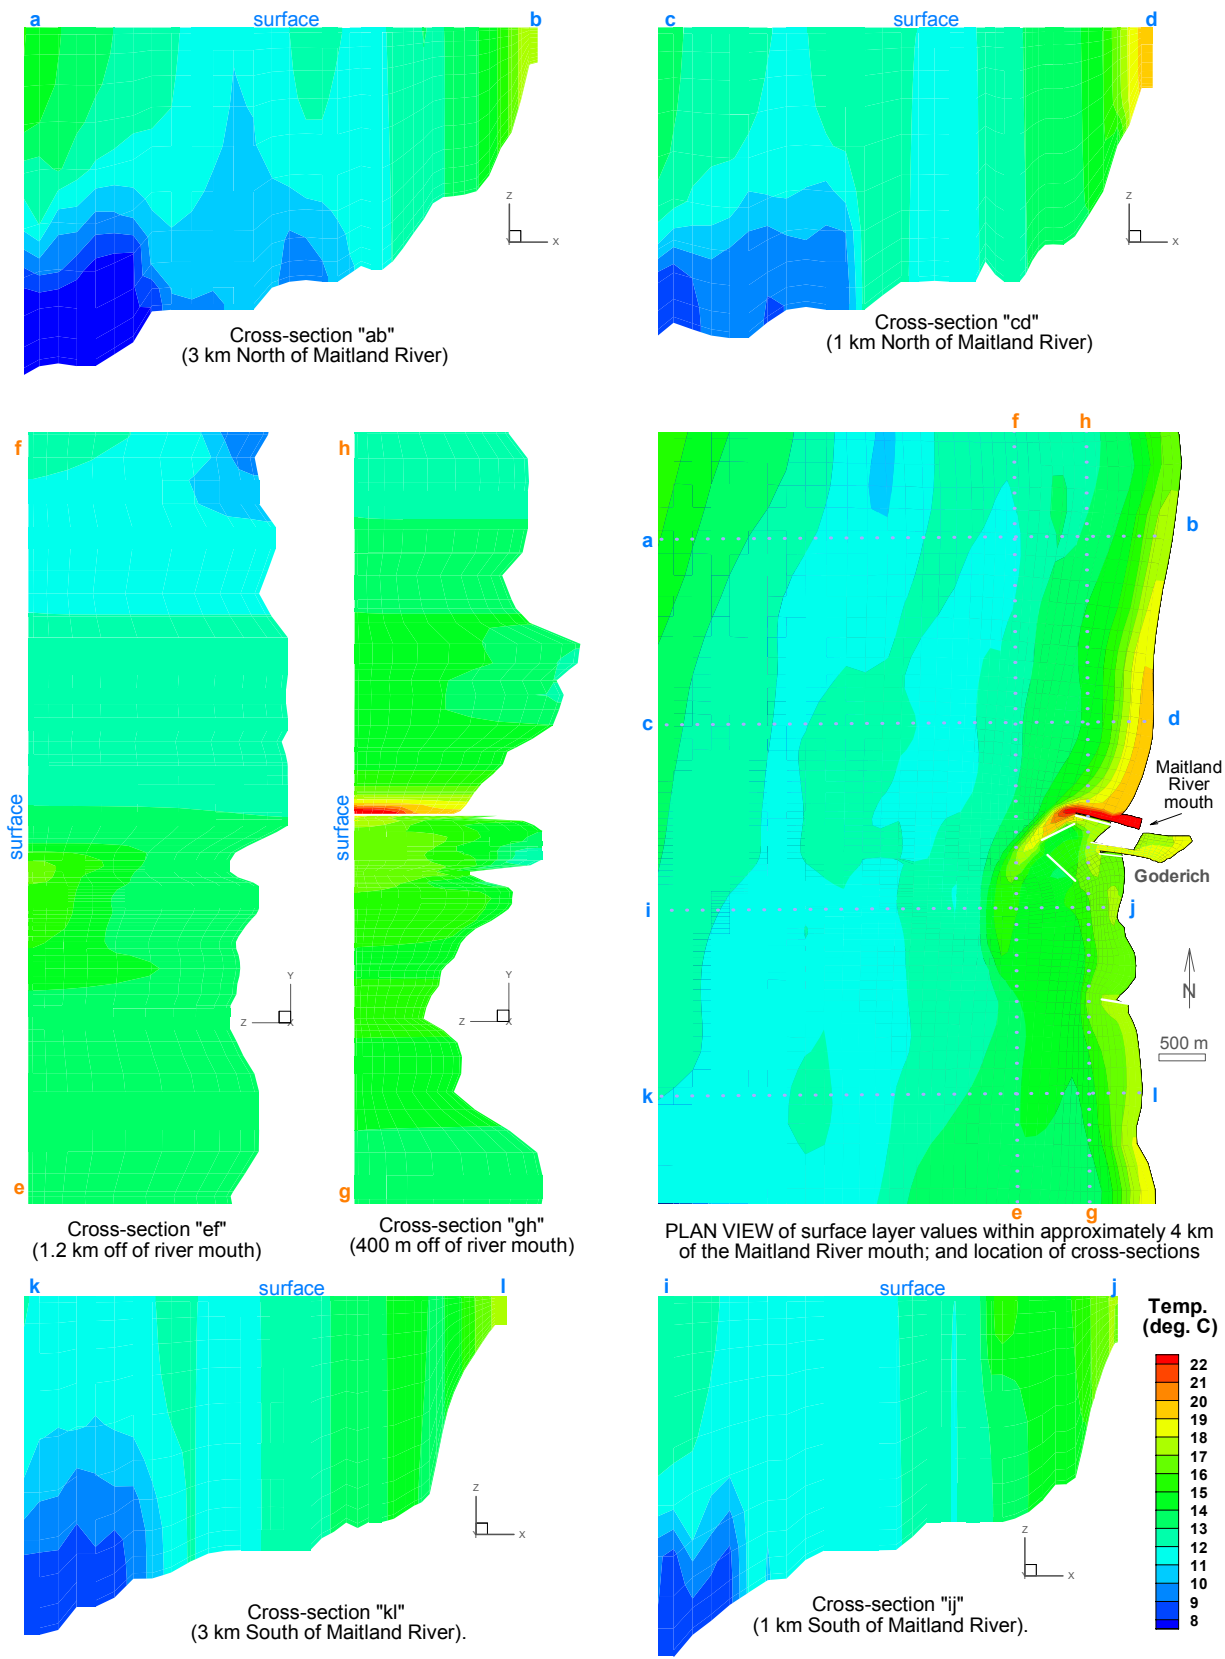 a surface b
c surface d
Z
X
Y
Cross-section "ab"
(3 km North of Maitland River)
Z
X
Y
Cross-section "cd"
(1 km North of Maitland River)
f
h
f h
a
b
c
d
Maitland
River
mouth
surface
surface
Goderich
i
j
N
500 m
k
l
Y
Z X
Y
Z X
e
g
e g
Cross-section "ef"
(1.2 km off of river mouth)
Cross-section "gh"
(400 m off of river mouth)
PLAN VIEW of surface layer values within approximately 4 km
of the Maitland River mouth; and location of cross-sections
k surface l
i surface j
Temp.
(deg. C)
22
21
20
19
18
17
16
15
14
13
12
11
10
9
8
Z
X
Y
Cross-section "kl"
(3 km South of Maitland River).
Z
X
Y
Cross-section "ij"
(1 km South of Maitland River).